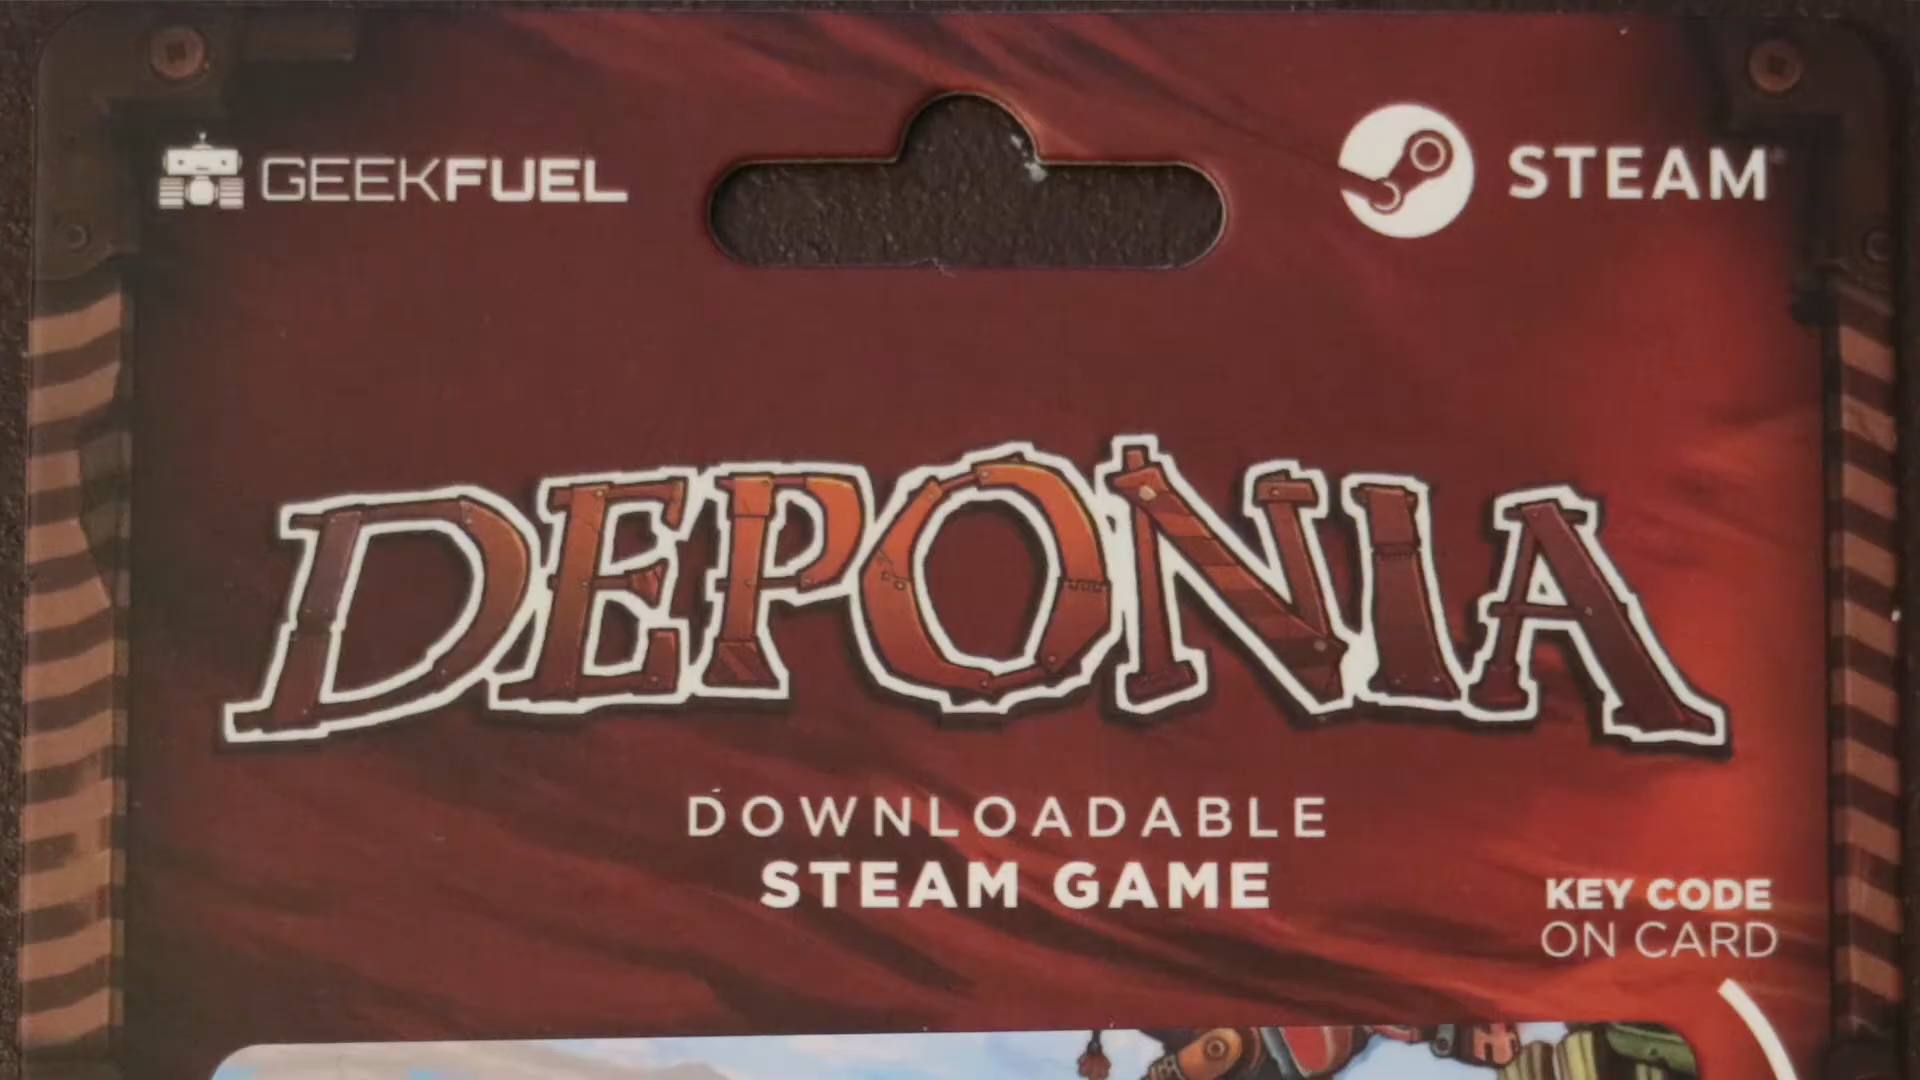 GEEKFUEL
STEAM
DEPONIA
DOWNLOADABLE
STEAM GAME
KEY CODE
ON CARD